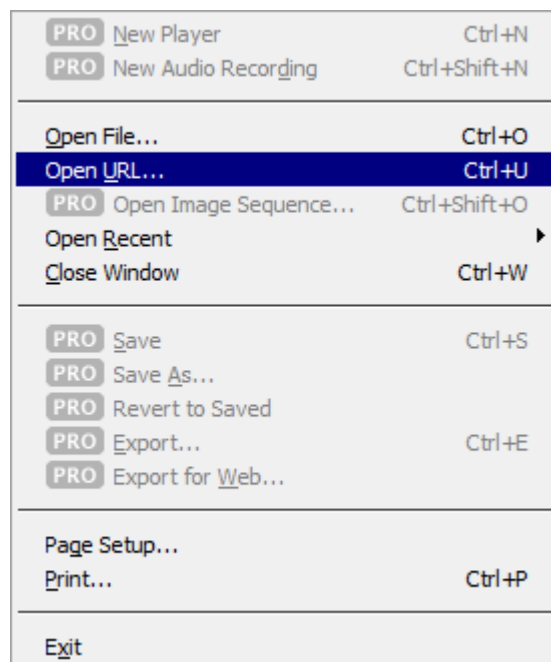 PRO New Player Ctrl+N
PRO New Audio Recording Ctrl+Shift+N
Open File... Ctrl+O
Open URL... Ctrl+U
PRO Open Image Sequence... Ctrl+Shift+O
Open Recent
Close Window Ctrl+W
PRO Save Ctrl+S
PRO Save As...
PRO Revert to Saved
PRO Export... Ctrl+E
PRO Export for Web...
Page Setup...
Print... Ctrl+P
Exit